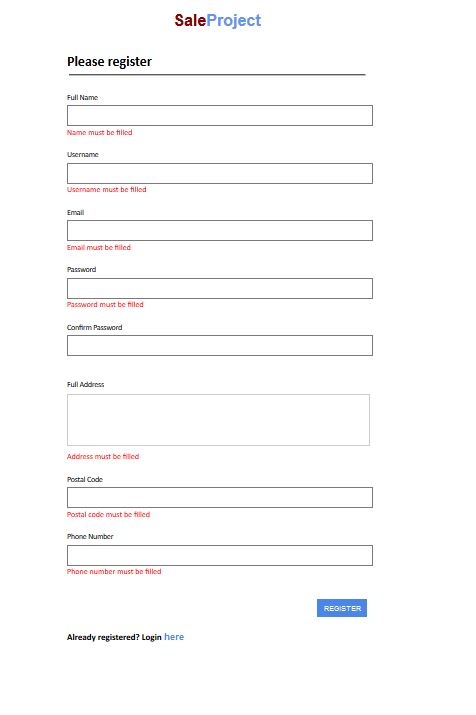 SaleProject
Please register
Full Name
Name must be filled
Username
Username must be filled
Email
Email must be filled
Password
Password must be filled
Confirm Password
Full Address
Address must be filled
Postal Code
Postal code must be filled
Phone Number
Phone number must be filled
REGISTER
Already registered? Login here